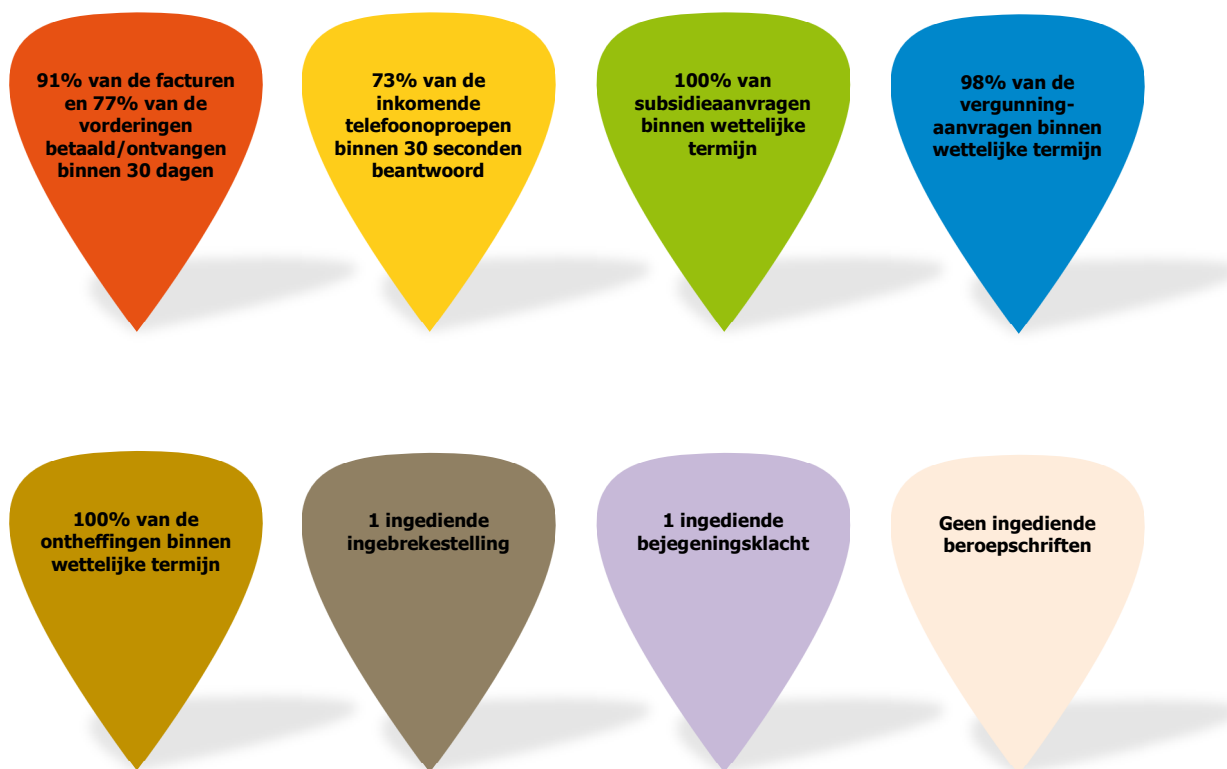 91% van de facturen
en 77% van de
vorderingen
betaald/ontvangen
binnen 30 dagen
73% van de
inkomende
telefoonoproepen
binnen 30 seconden
beantwoord
100% van
subsidieaanvragen
binnen wettelijke
termijn
98% van de
vergunning-
aanvragen binnen
wettelijke termijn
100% van de
ontheffingen binnen
wettelijke termijn
1 ingediende
ingebrekestelling
1 ingediende
bejegeningsklacht
Geen ingediende
beroepschriften